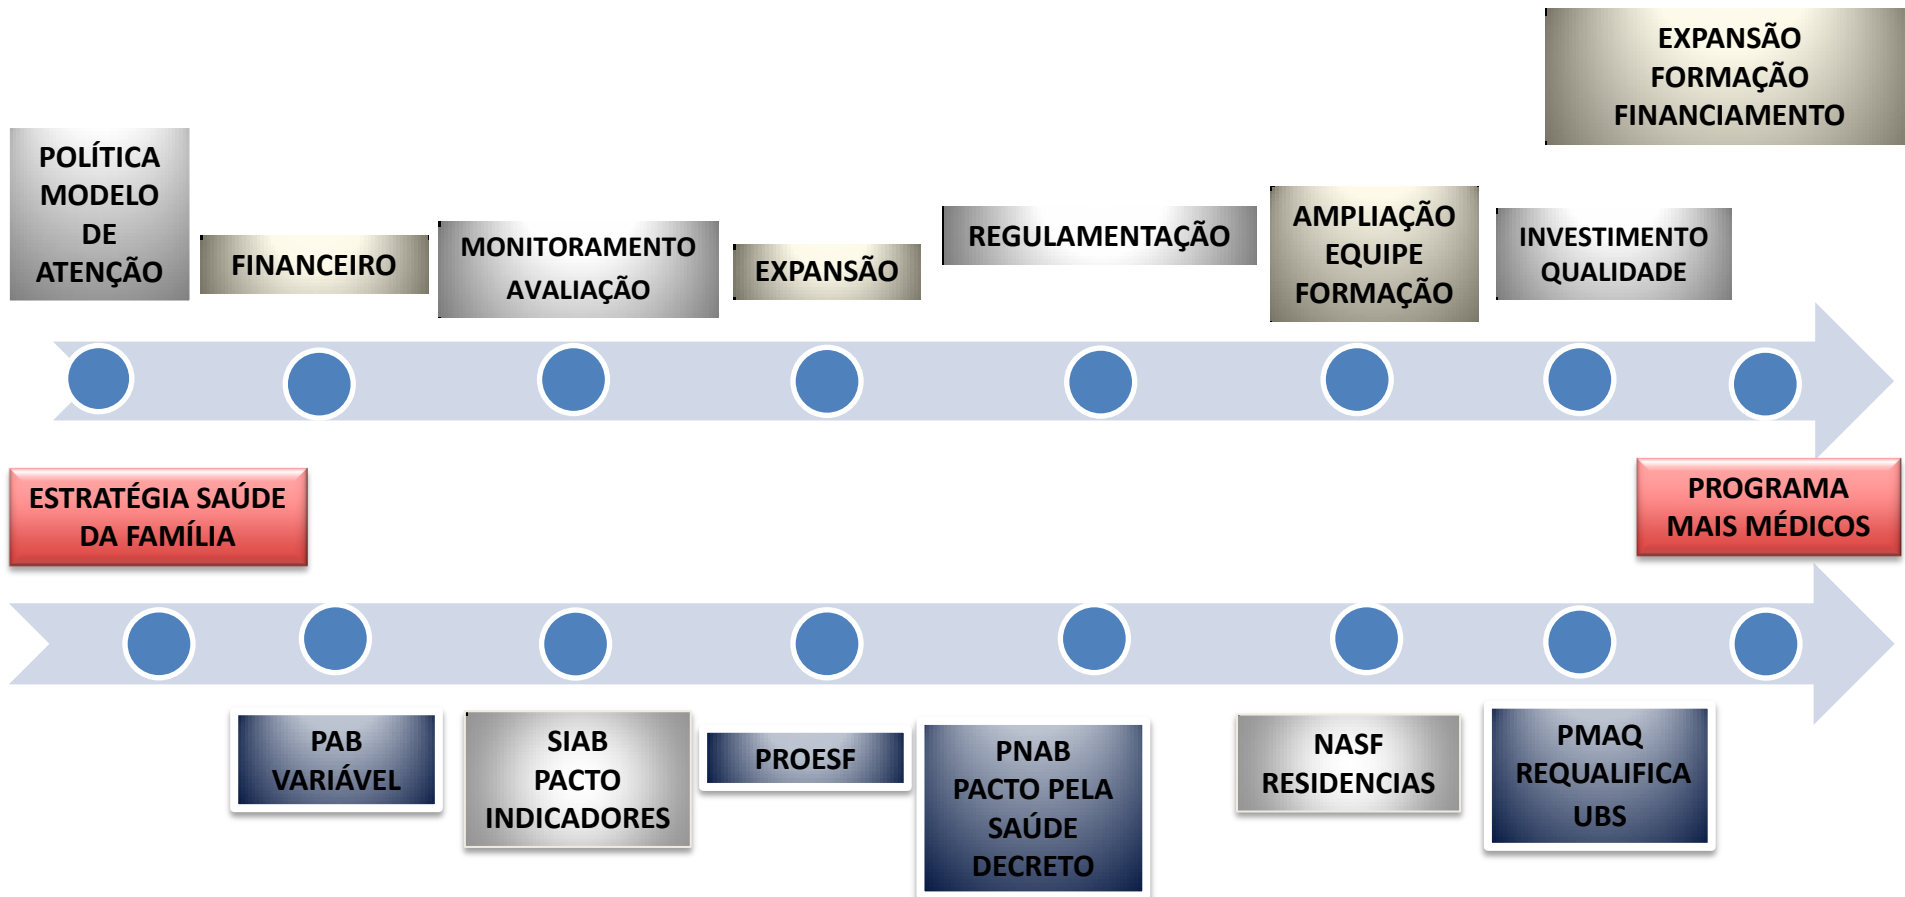 EXPANSÃO
FORMAÇÃO
FINANCIAMENTO
POLÍTICA
MODELO
DE
ATENÇÃO
FINANCEIRO
MONITORAMENTO
AVALIAÇÃO
EXPANSÃO
REGULAMENTAÇÃO
AMPLIAÇÃO
EQUIPE
FORMAÇÃO
INVESTIMENTO
QUALIDADE
ESTRATÉGIA SAÚDE
DA FAMÍLIA
PROGRAMA
MAIS MÉDICOS
PAB
VARIÁVEL
SIAB
PACTO
INDICADORES
PROESF
PNAB
PACTO PELA
SAÚDE
DECRETO
NASF
RESIDENCIAS
PMAQ
REQUALIFICA
UBS